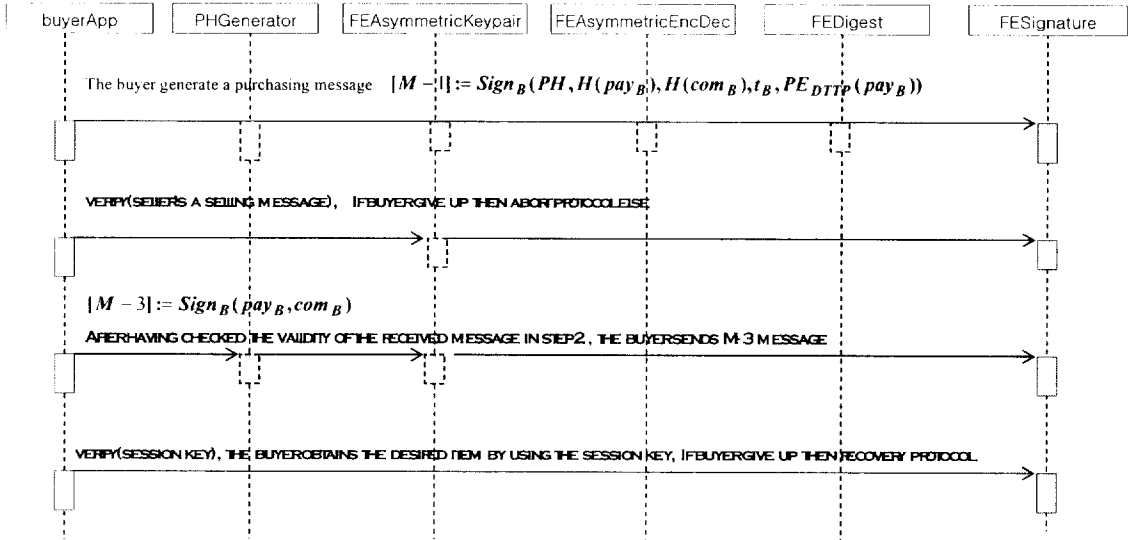 buyerApp PHGenerator FEAsymmetricKeypair FEAsymmetricEncDec FEDigest FESignature
The buyer generate a purchasing message [M – 1] := Sign_B(PH, H(pay_B), H(com_B), t_B, PE_DTTP(pay_B))
VERIFY(SELLER'S A SELLING MESSAGE), IF BUYER GIVE UP THEN ABORT PROTOCOL ELSE
[M – 3] := Sign_B(pay_B, com_B)
AFTER HAVING CHECKED THE VALIDITY OF THE RECEIVED MESSAGE IN STEP 2, THE BUYER SENDS M-3 MESSAGE
VERIFY(SESSION KEY), THE BUYER OBTAINS THE DESIRED ITEM BY USING THE SESSION KEY, IF BUYER GIVE UP THEN RECOVERY PROTOCOL